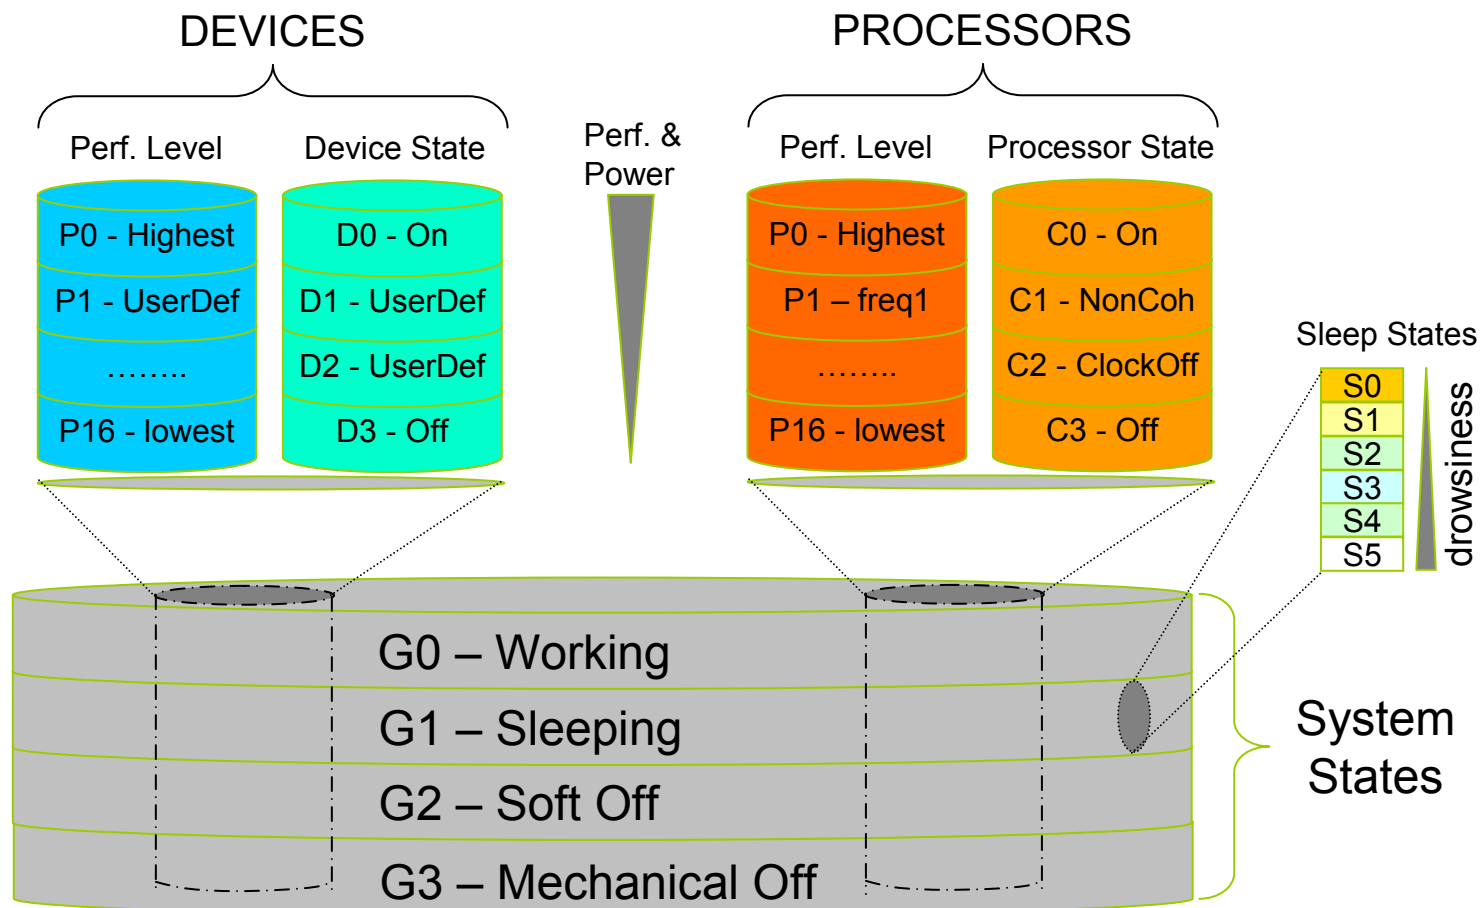 DEVICES
Perf. Level
Device State
P0 - Highest
P1 - UserDef
……..
P16 - lowest
D0 - On
D1 - UserDef
D2 - UserDef
D3 - Off
Perf. &
Power
PROCESSORS
Perf. Level
Processor State
P0 - Highest
P1 – freq1
……..
P16 - lowest
C0 - On
C1 - NonCoh
C2 - ClockOff
C3 - Off
Sleep States
S0
S1
S2
S3
S4
S5
drowsiness
G0 – Working
G1 – Sleeping
G2 – Soft Off
G3 – Mechanical Off
System
States